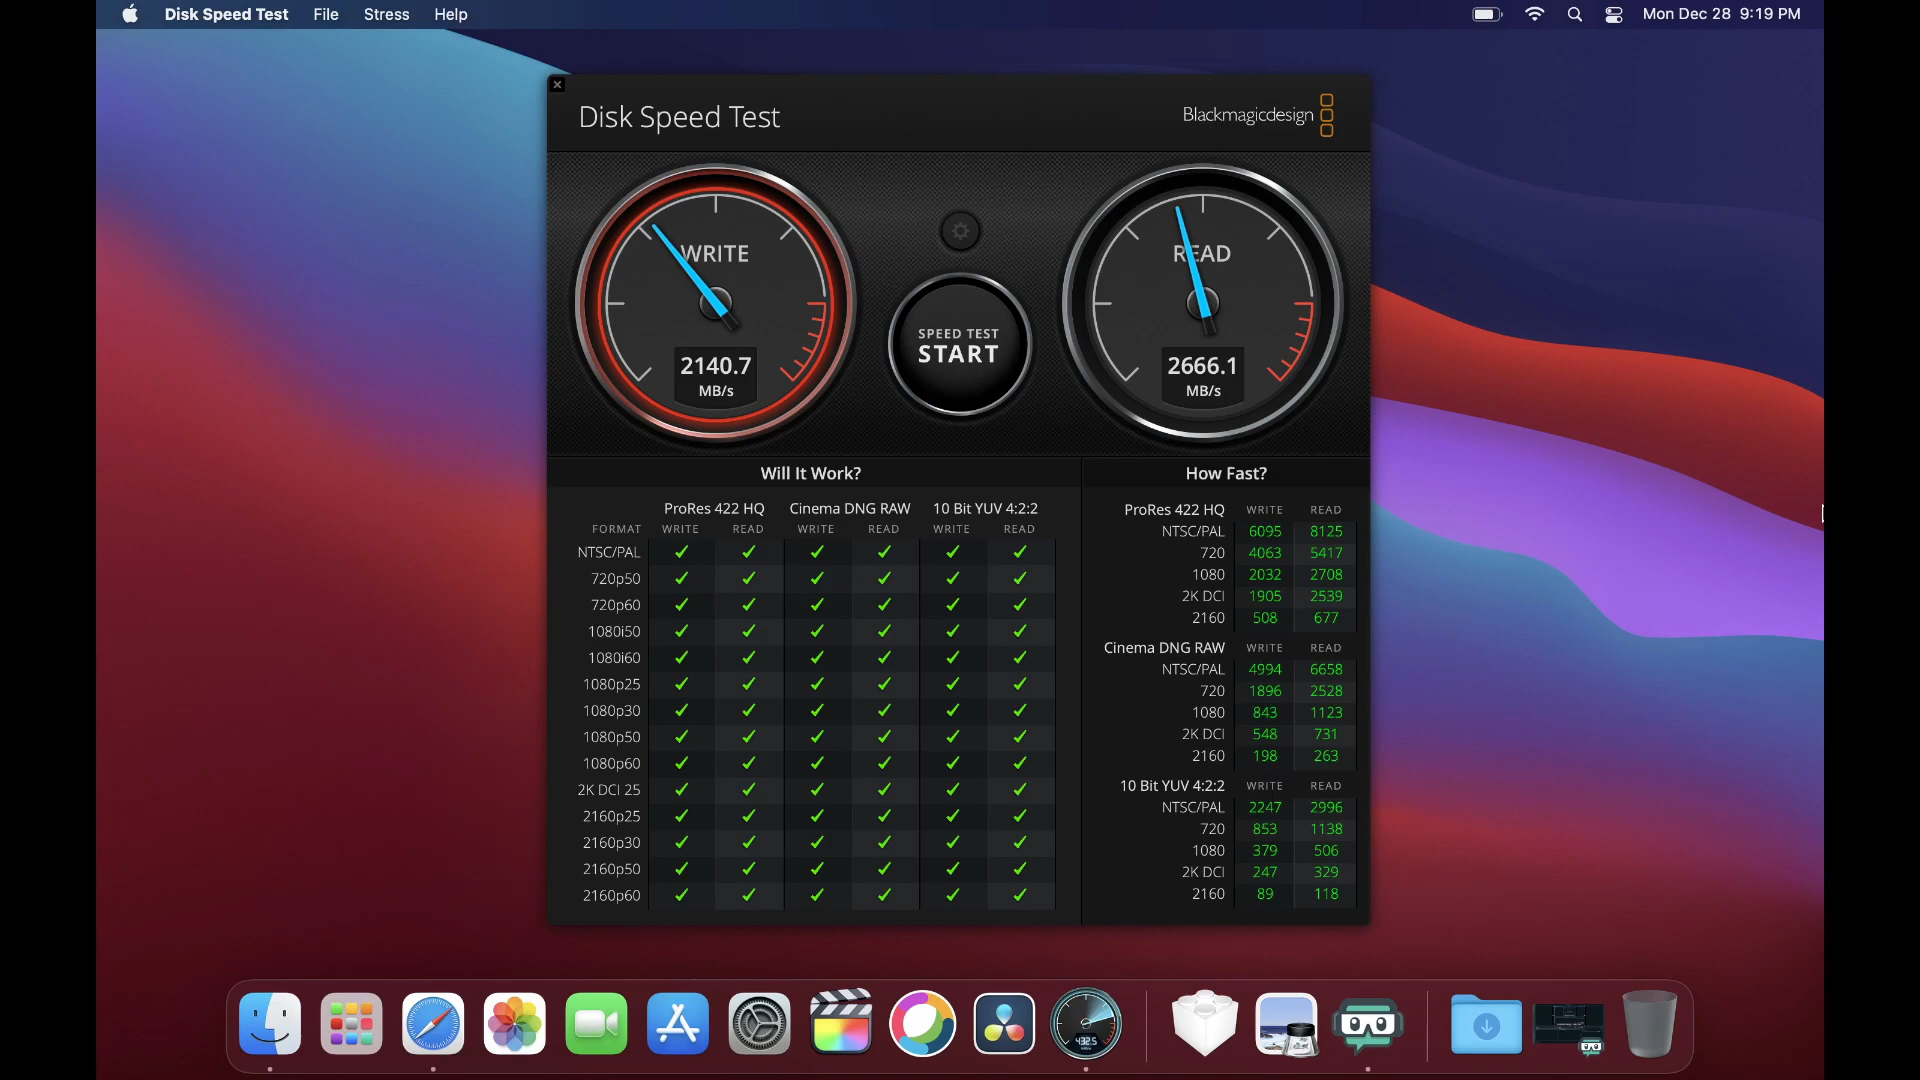 Disk Speed Test File Stress Help Mon Dec 28 9:19 PM
Disk Speed Test
Blackmagicdesign
WRITE
2140.7
MB/s
SPEED TEST
START
READ
2666.1
MB/s
Will It Work?
ProRes 422 HQ Cinema DNG RAW 10 Bit YUV 4:2:2
FORMAT WRITE READ WRITE READ WRITE READ
NTSC/PAL ✓ ✓ ✓ ✓ ✓ ✓
720p50 ✓ ✓ ✓ ✓ ✓ ✓
720p60 ✓ ✓ ✓ ✓ ✓ ✓
1080i50 ✓ ✓ ✓ ✓ ✓ ✓
1080i60 ✓ ✓ ✓ ✓ ✓ ✓
1080p25 ✓ ✓ ✓ ✓ ✓ ✓
1080p30 ✓ ✓ ✓ ✓ ✓ ✓
1080p50 ✓ ✓ ✓ ✓ ✓ ✓
1080p60 ✓ ✓ ✓ ✓ ✓ ✓
2K DCI 25 ✓ ✓ ✓ ✓ ✓ ✓
2160p25 ✓ ✓ ✓ ✓ ✓ ✓
2160p30 ✓ ✓ ✓ ✓ ✓ ✓
2160p50 ✓ ✓ ✓ ✓ ✓ ✓
2160p60 ✓ ✓ ✓ ✓ ✓ ✓
How Fast?
ProRes 422 HQ WRITE READ
NTSC/PAL 6095 8125
720 4063 5417
1080 2032 2708
2K DCI 1905 2539
2160 508 677
Cinema DNG RAW WRITE READ
NTSC/PAL 4994 6658
720 1896 2528
1080 843 1123
2K DCI 548 731
2160 198 263
10 Bit YUV 4:2:2 WRITE READ
NTSC/PAL 2247 2996
720 853 1138
1080 379 506
2K DCI 247 329
2160 89 118
432.5